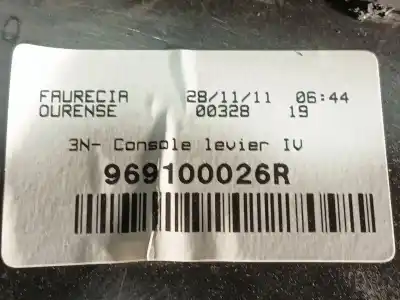 FAURECIA 28/11/11 06:44
OURENSE 00328 19
3N- Console levier IV
969100026R